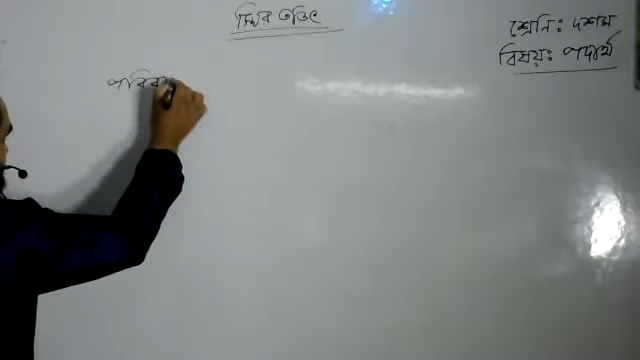 স্থির তড়িৎ
শ্রেনিঃ দশম
বিষয়ঃ পদার্থ